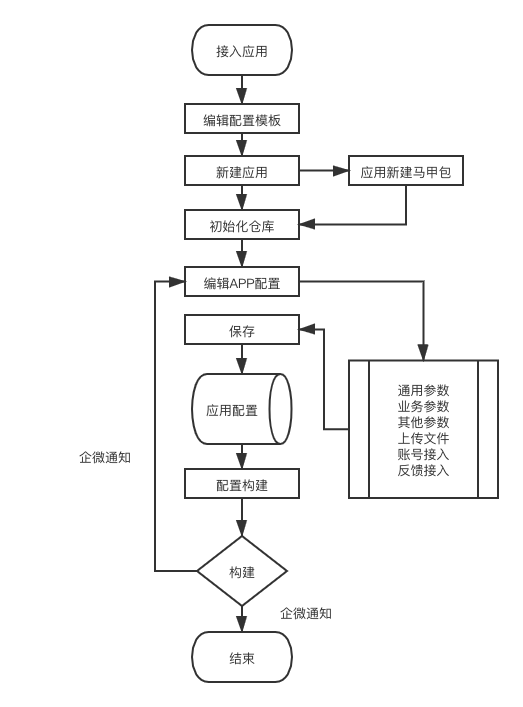 接入应用
编辑配置模板
新建应用
应用新建马甲包
初始化仓库
编辑APP配置
保存
通用参数
业务参数
其他参数
上传文件
账号接入
反馈接入
应用配置
企微通知
配置构建
构建
企微通知
结束